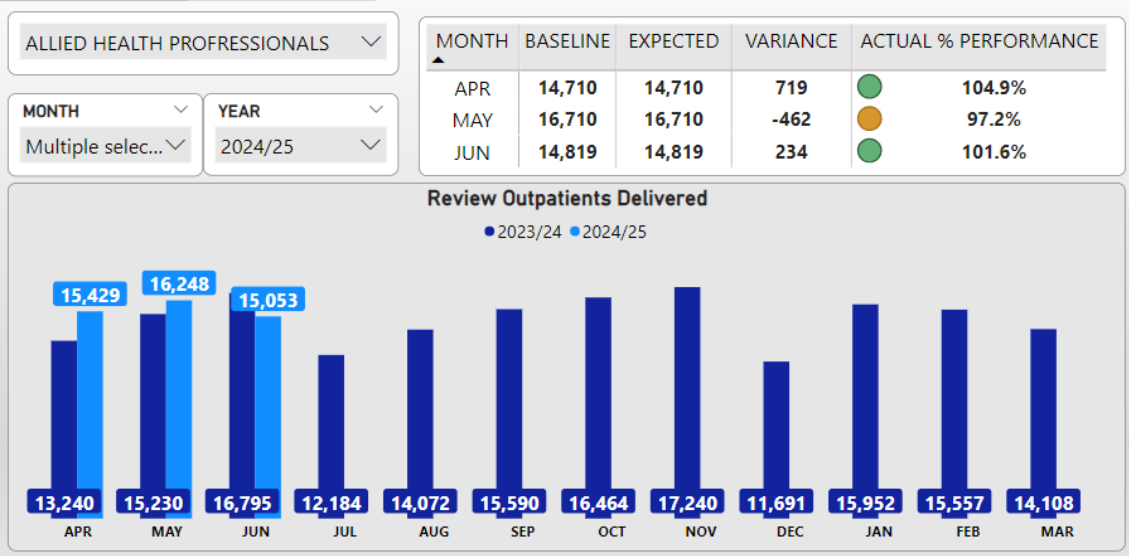 ALLIED HEALTH PROFRESSIONALS
MONTH
Multiple selec...
YEAR
2024/25
MONTH BASELINE EXPECTED VARIANCE ACTUAL % PERFORMANCE
APR 14,710 14,710 719 104.9%
MAY 16,710 16,710 -462 97.2%
JUN 14,819 14,819 234 101.6%
Review Outpatients Delivered
2023/24 2024/25
15,429 16,248 15,053
13,240 15,230 16,795 12,184 14,072 15,590 16,464 17,240 11,691 15,952 15,557 14,108
APR MAY JUN JUL AUG SEP OCT NOV DEC JAN FEB MAR